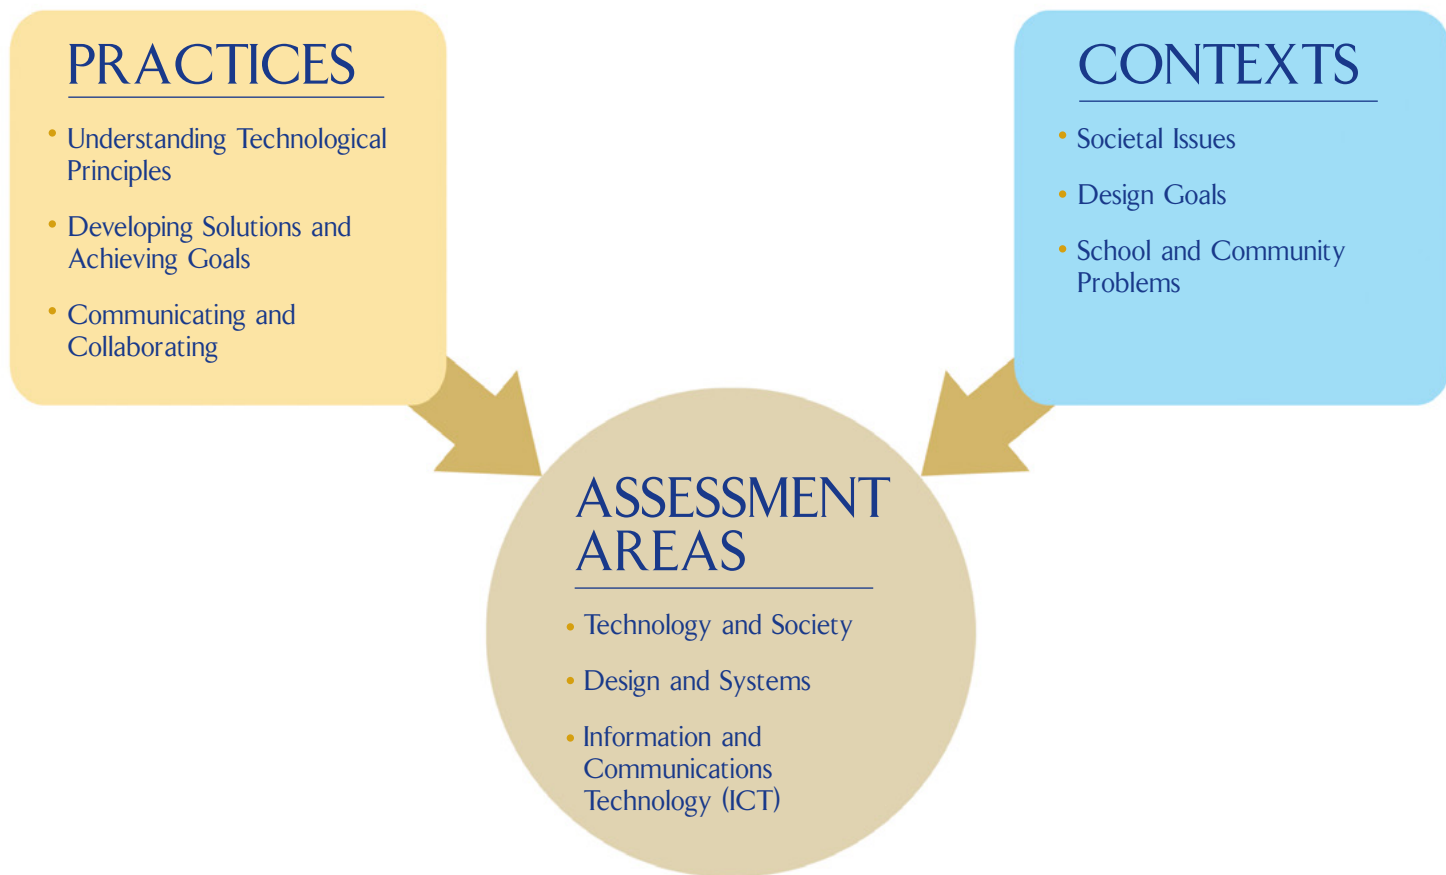 PRACTICES
• Understanding Technological
Principles
• Developing Solutions and
Achieving Goals
• Communicating and
Collaborating
CONTEXTS
• Societal Issues
• Design Goals
• School and Community
Problems
ASSESSMENT
AREAS
• Technology and Society
• Design and Systems
• Information and
Communications
Technology (ICT)